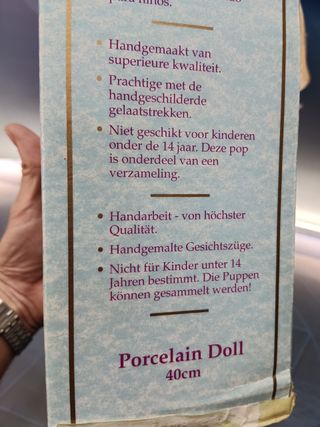 para niños.
• Handgemaakt van
superieure kwaliteit.
• Prachtige met de
handgeschilderde
gelaatstrekken.
• Niet geschikt voor kinderen
onder de 14 jaar. Deze pop
is onderdeel van een
verzameling.
• Handarbeit - von höchster
Qualität.
• Handgemalte Gesichtszüge.
• Nicht für Kinder unter 14
Jahren bestimmt. Die Puppen
können gesammelt werden!
Porcelain Doll
40cm